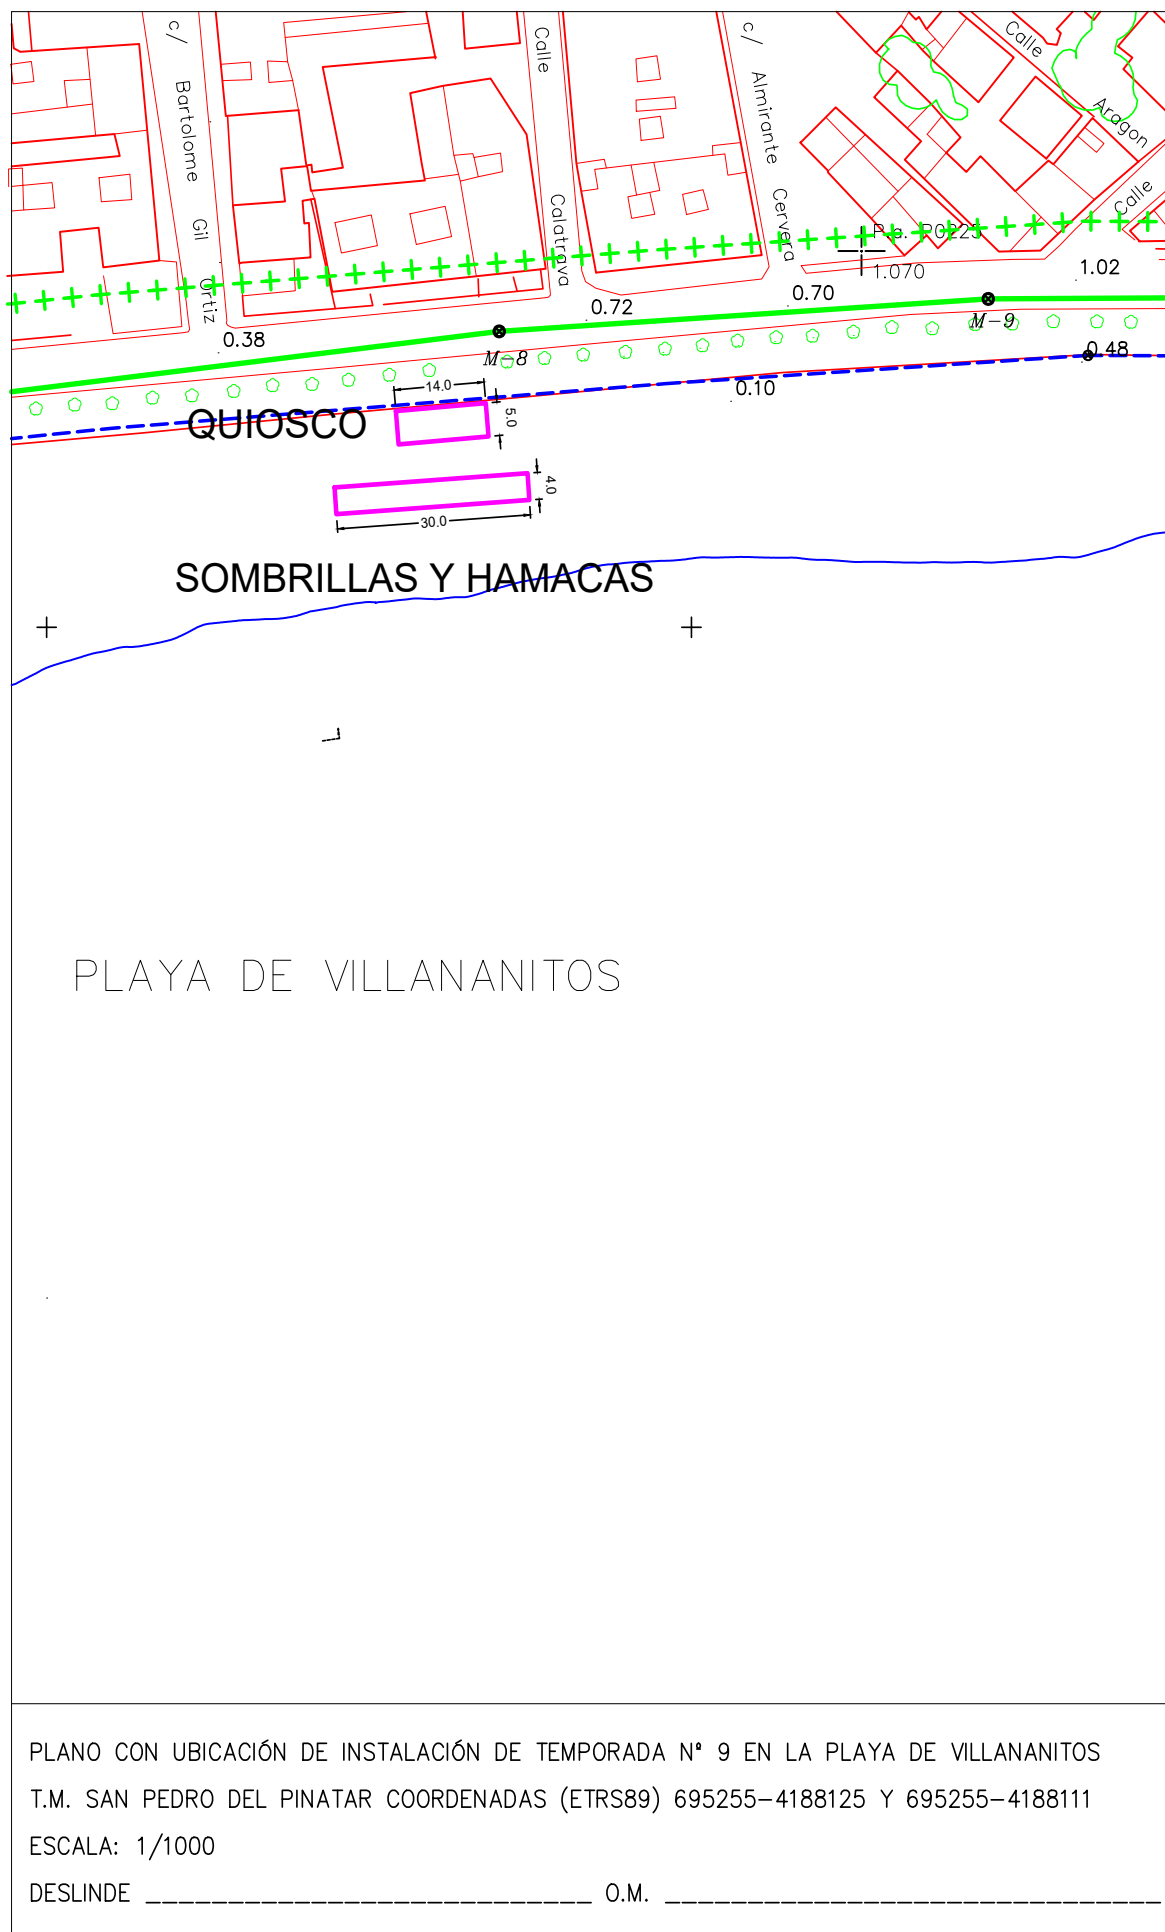 c/ Bartolome Gil Ortiz
Calle Calatrava
c/ Almirante Cervera
Calle Aragon
Calle
1.070
1.02
0.70
0.72
0.38
M-9
M-8
0.48
0.10
14.0
5.0
QUIOSCO
4.0
30.0
SOMBRILLAS Y HAMACAS
PLAYA DE VILLANANITOS
PLANO CON UBICACIÓN DE INSTALACIÓN DE TEMPORADA Nº 9 EN LA PLAYA DE VILLANANITOS
T.M. SAN PEDRO DEL PINATAR COORDENADAS (ETRS89) 695255-4188125 Y 695255-4188111
ESCALA: 1/1000
DESLINDE ___________________________ O.M. ______________________________